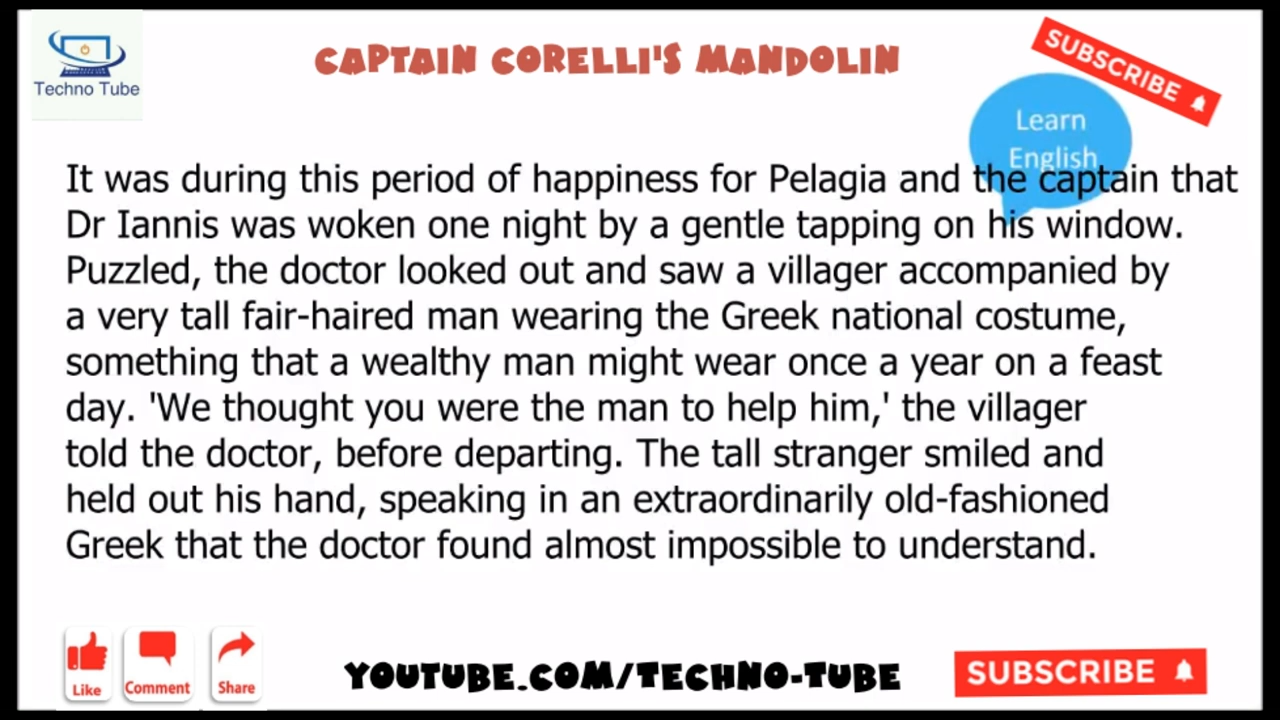 Techno Tube
CAPTAIN CORELLI'S MANDOLIN
SUBSCRIBE
Learn
English
It was during this period of happiness for Pelagia and the captain that
Dr Iannis was woken one night by a gentle tapping on his window.
Puzzled, the doctor looked out and saw a villager accompanied by
a very tall fair-haired man wearing the Greek national costume,
something that a wealthy man might wear once a year on a feast
day. 'We thought you were the man to help him,' the villager
told the doctor, before departing. The tall stranger smiled and
held out his hand, speaking in an extraordinarily old-fashioned
Greek that the doctor found almost impossible to understand.
Like
Comment
Share
YOUTUBE.COM/TECHNO-TUBE
SUBSCRIBE